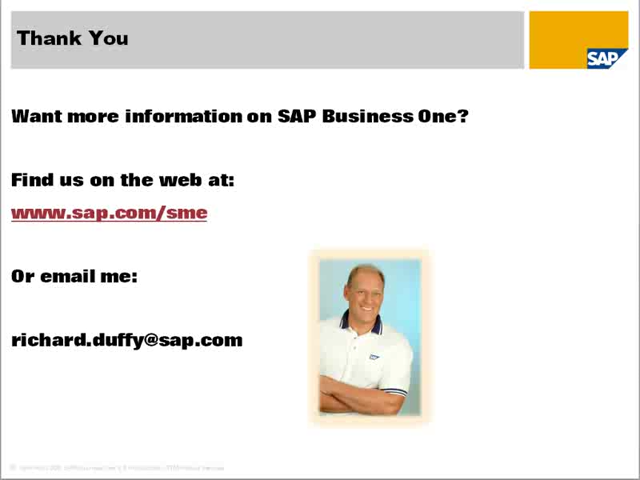 Thank You
SAP
Want more information on SAP Business One?
Find us on the web at:
www.sap.com/sme
Or email me:
richard.duffy@sap.com
SAP